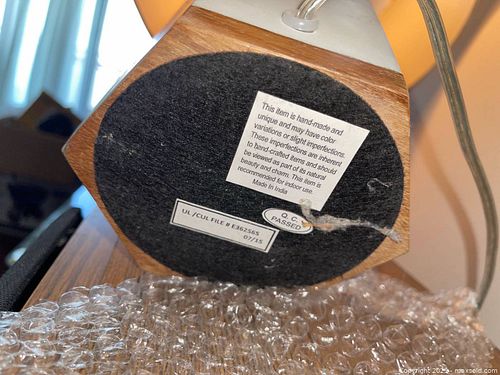 This item is hand-made and
unique and may have color
variations or slight imperfections.
These imperfections are inherent
to hand-crafted items and should
be viewed as part of its natural
beauty and charm. This item is
recommended for indoor use.
Made In India
UL /CUL FILE # E362565
07/15
Q. C.
PASSED